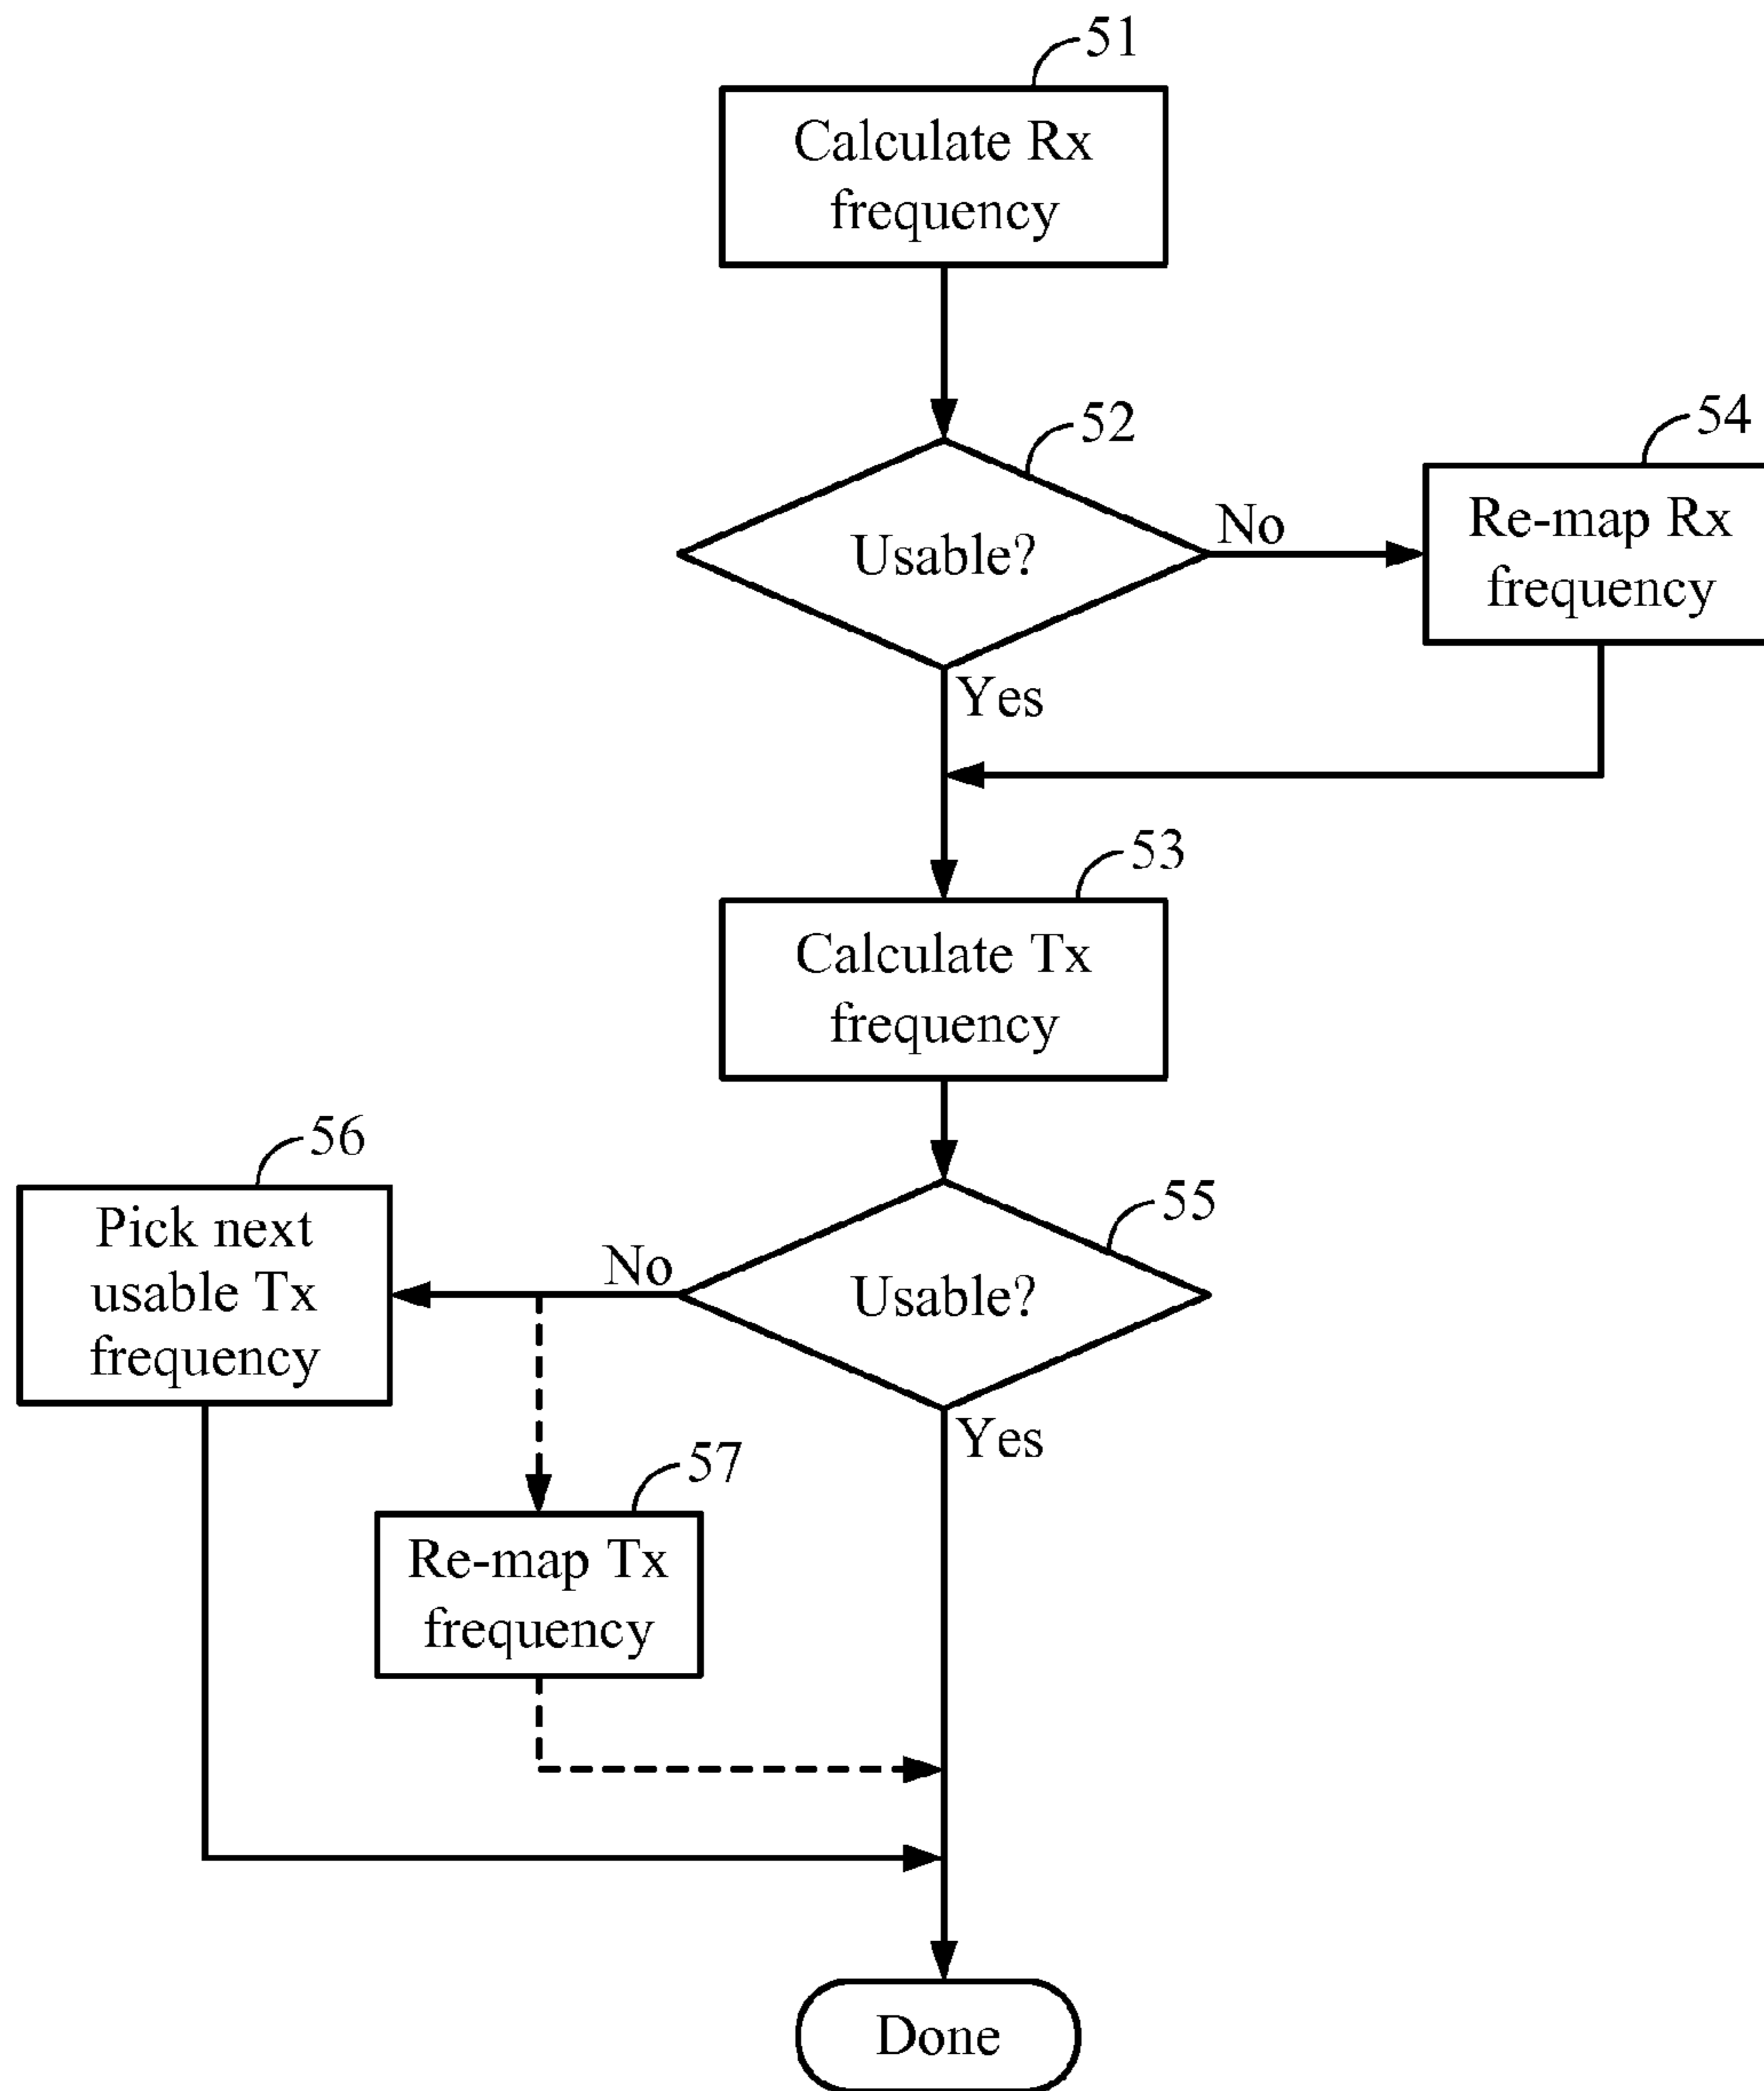 51
Calculate Rx
frequency
52
Usable?
No
54
Re-map Rx
frequency
Yes
53
Calculate Tx
frequency
56
Pick next
usable Tx
frequency
55
No
Usable?
Yes
57
Re-map Tx
frequency
Done